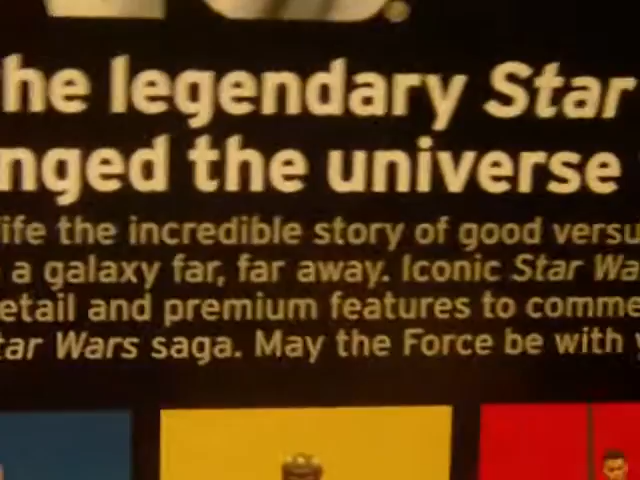 he legendary Star
nged the universe
ife the incredible story of good versu
a galaxy far, far away. Iconic Star Wa
etail and premium features to comme
tar Wars saga. May the Force be with y